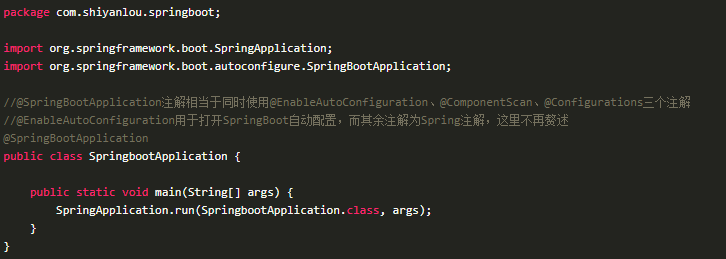 package com.shiyanlou.springboot;
import org.springframework.boot.SpringApplication;
import org.springframework.boot.autoconfigure.SpringBootApplication;
//@SpringBootApplication注解相当于同时使用@EnableAutoConfiguration、@ComponentScan、@Configurations三个注解
//@EnableAutoConfiguration用于打开SpringBoot自动配置，而其余注解为Spring注解，这里不再赘述
@SpringBootApplication
public class SpringbootApplication {
    public static void main(String[] args) {
        SpringApplication.run(SpringbootApplication.class, args);
    }
}